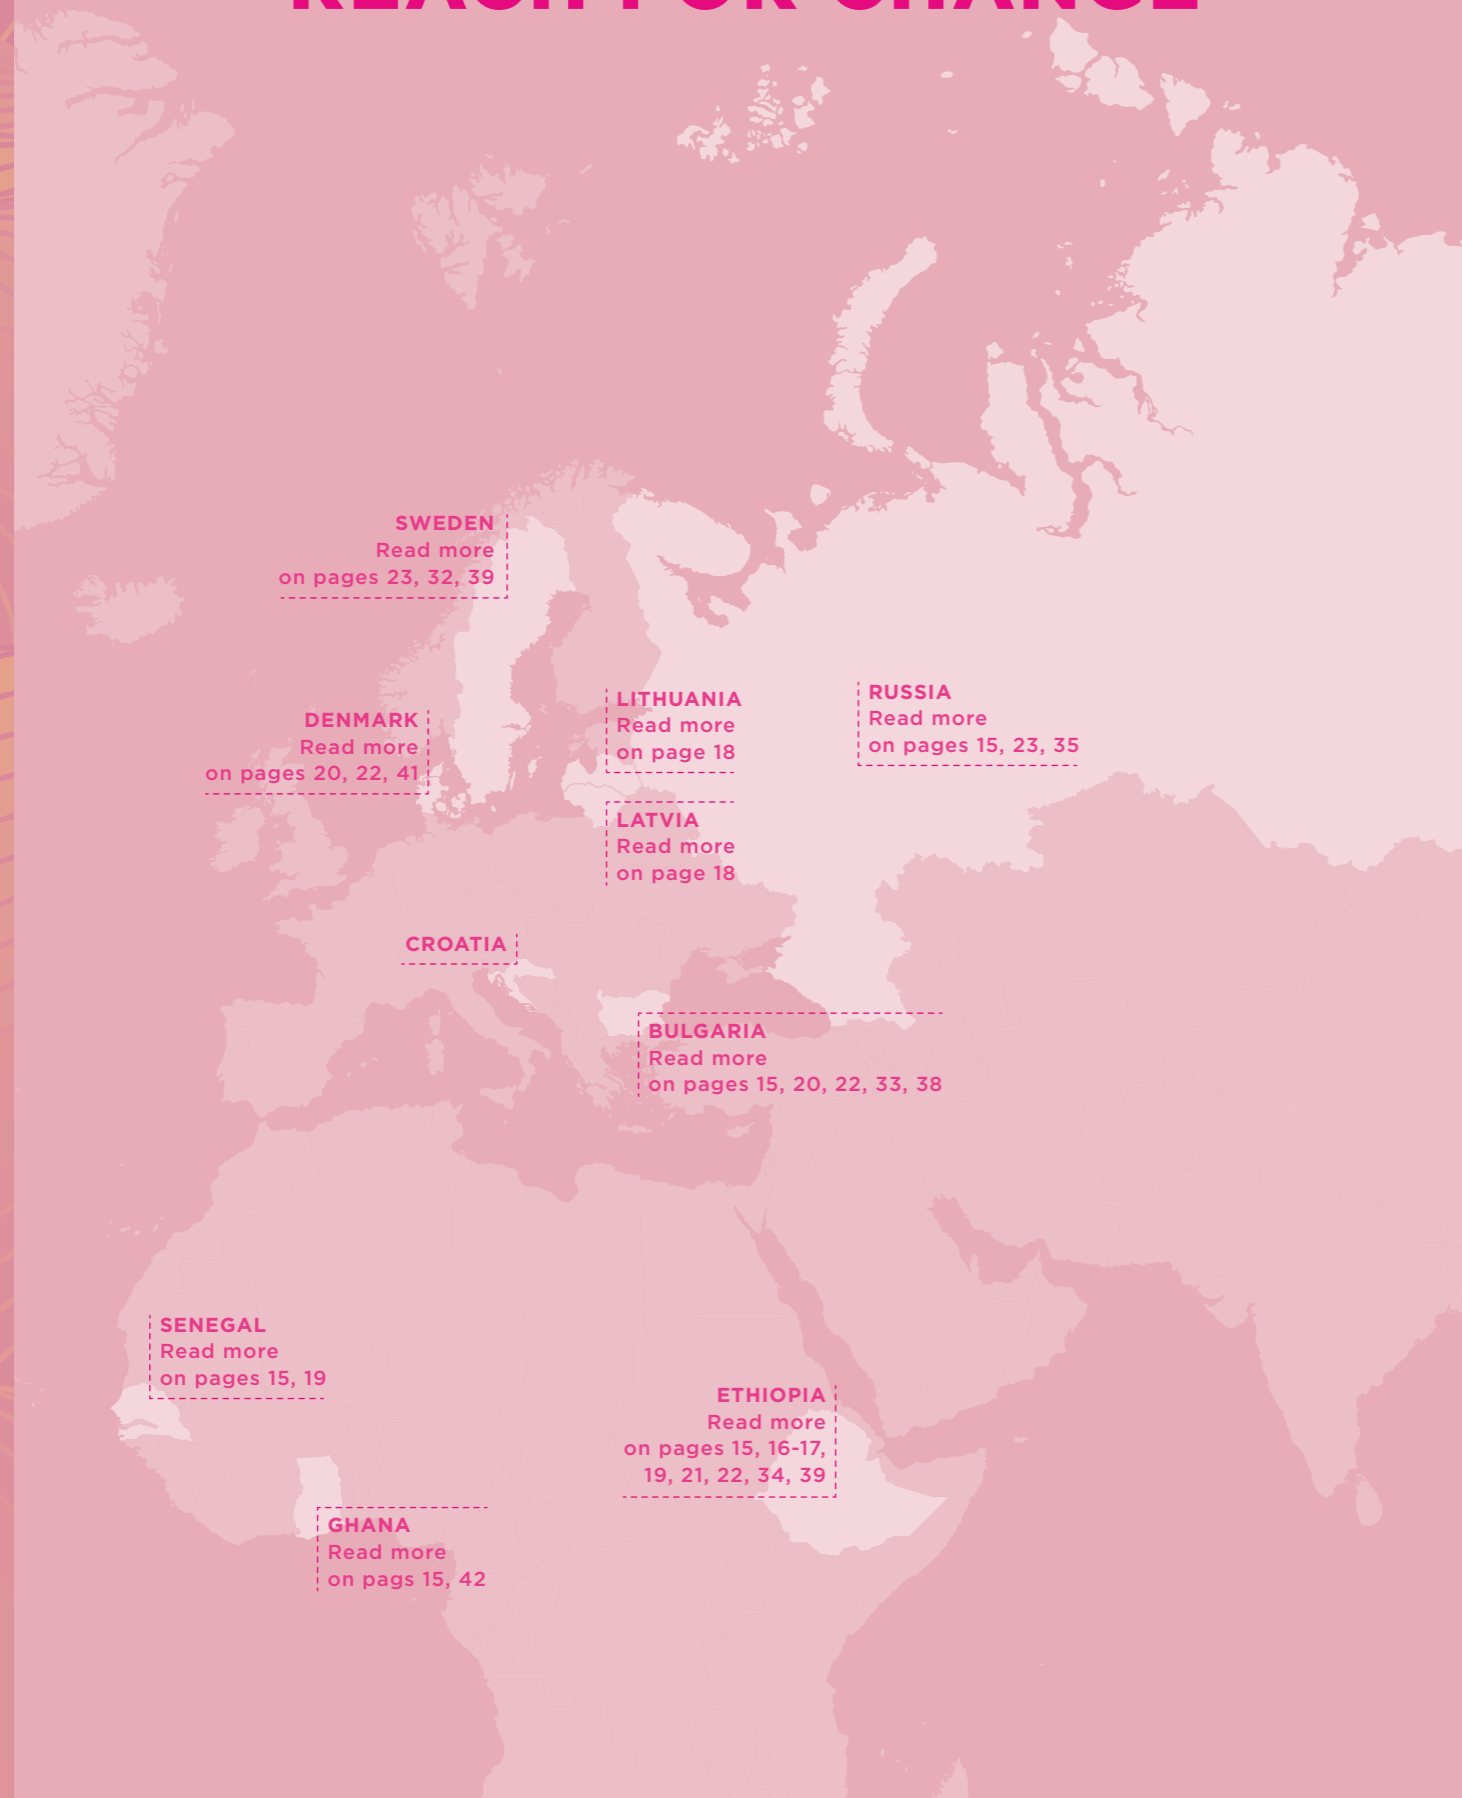 REACH FOR CHANGE
SWEDEN
Read more
on pages 23, 32, 39
LITHUANIA
Read more
on page 18
RUSSIA
Read more
on pages 15, 23, 35
DENMARK
Read more
on pages 20, 22, 41
LATVIA
Read more
on page 18
CROATIA
BULGARIA
Read more
on pages 15, 20, 22, 33, 38
SENEGAL
Read more
on pages 15, 19
ETHIOPIA
Read more
on pages 15, 16-17,
19, 21, 22, 34, 39
GHANA
Read more
on pags 15, 42